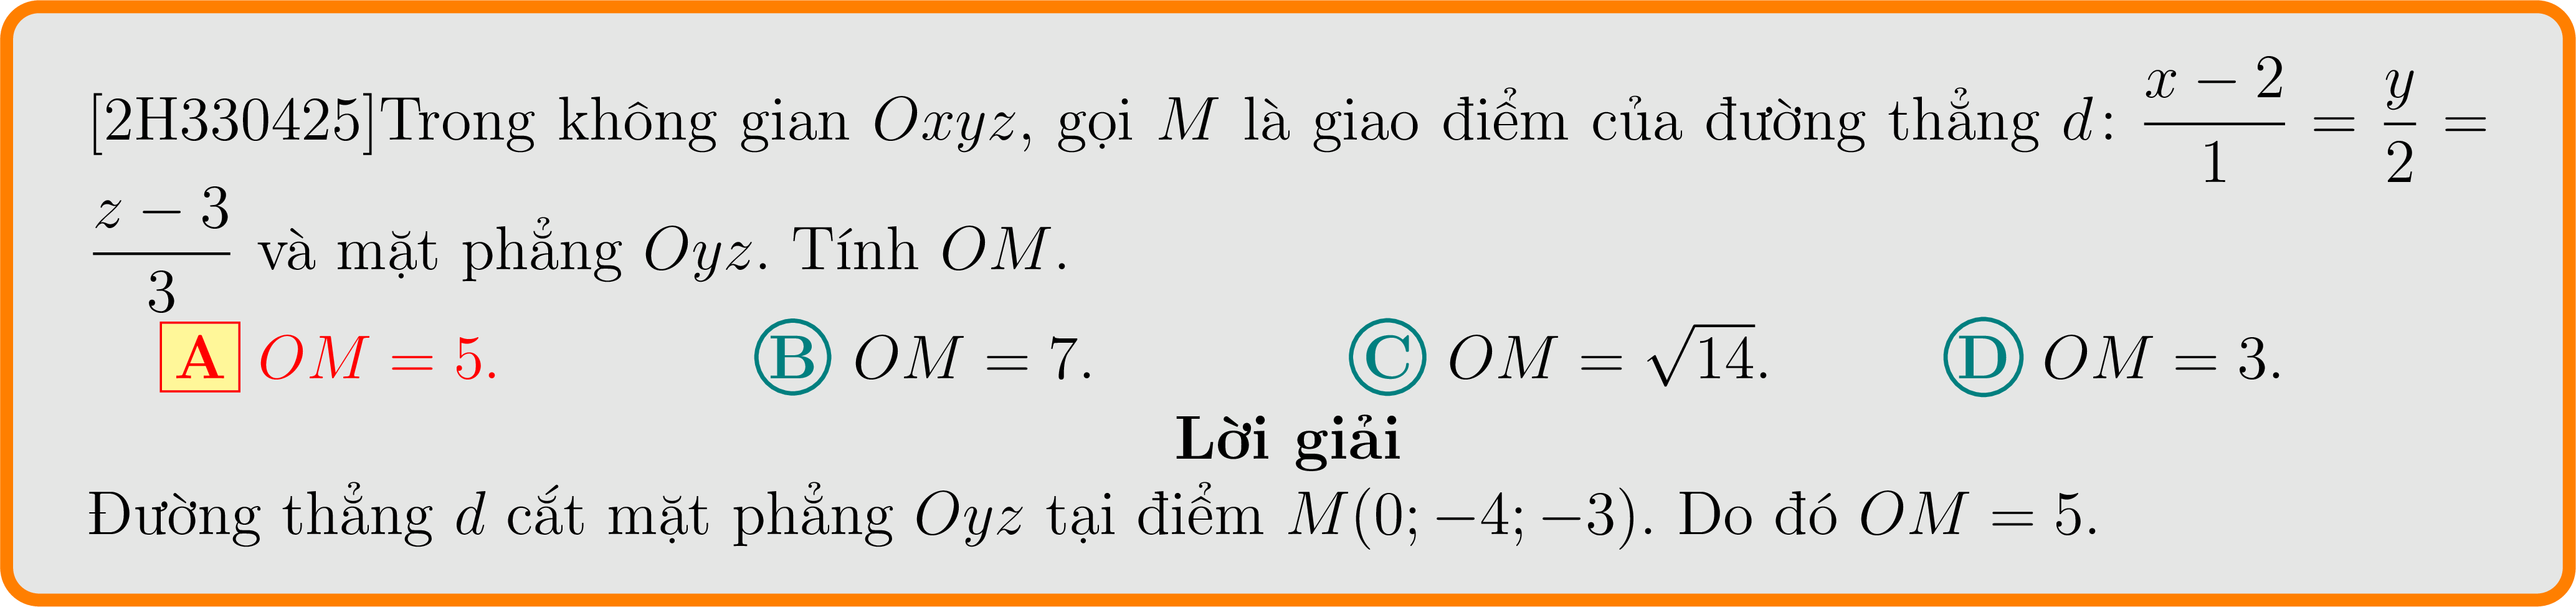 [2H330425]Trong không gian Oxyz, gọi M là giao điểm của đường thẳng d: \frac{x − 2}{1} = \frac{y}{2} =
\frac{z − 3}{3} và mặt phẳng Oyz. Tính OM.
A OM = 5. B OM = 7. C OM = √14. D OM = 3.
Lời giải
Đường thẳng d cắt mặt phẳng Oyz tại điểm M(0; −4; −3). Do đó OM = 5.